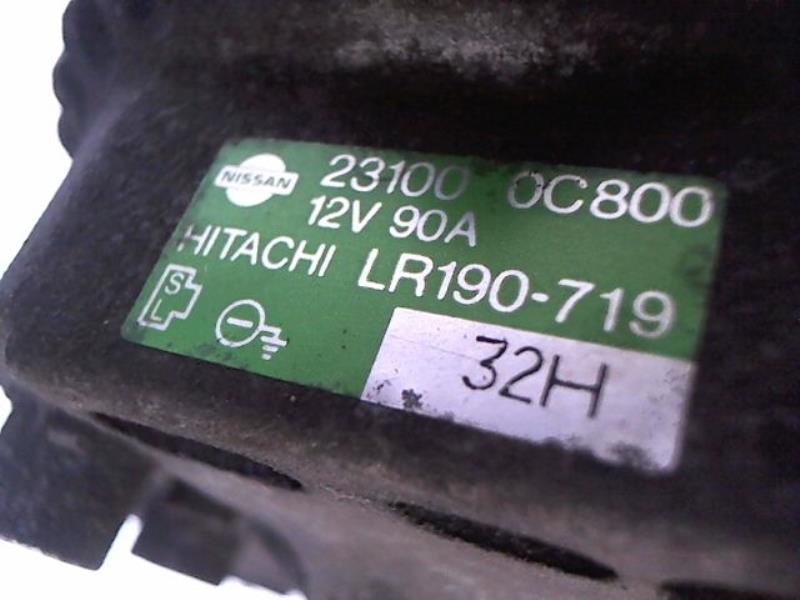 NISSAN 23100 0C800
12V 90A
HITACHI LR190-719
S
L
32H